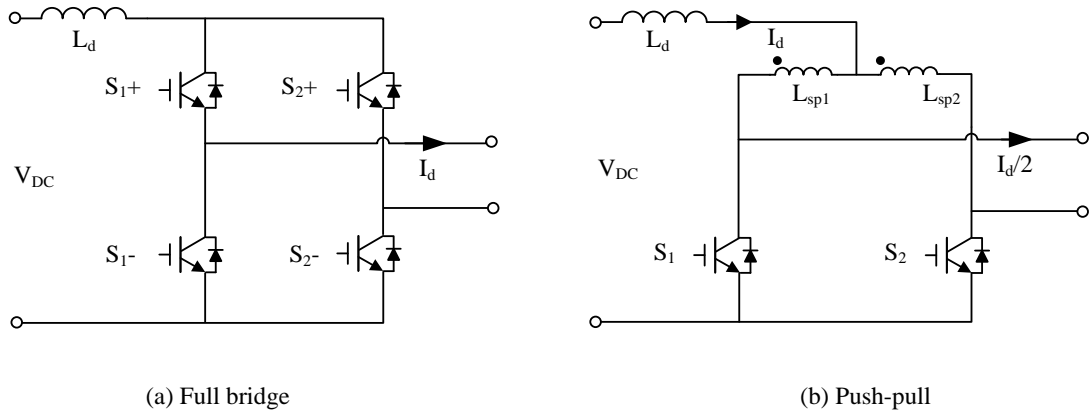 L_d
S_1+
S_2+
V_DC
I_d
S_1-
S_2-
(a) Full bridge
L_d
I_d
L_sp1
L_sp2
V_DC
I_d/2
S_1
S_2
(b) Push-pull